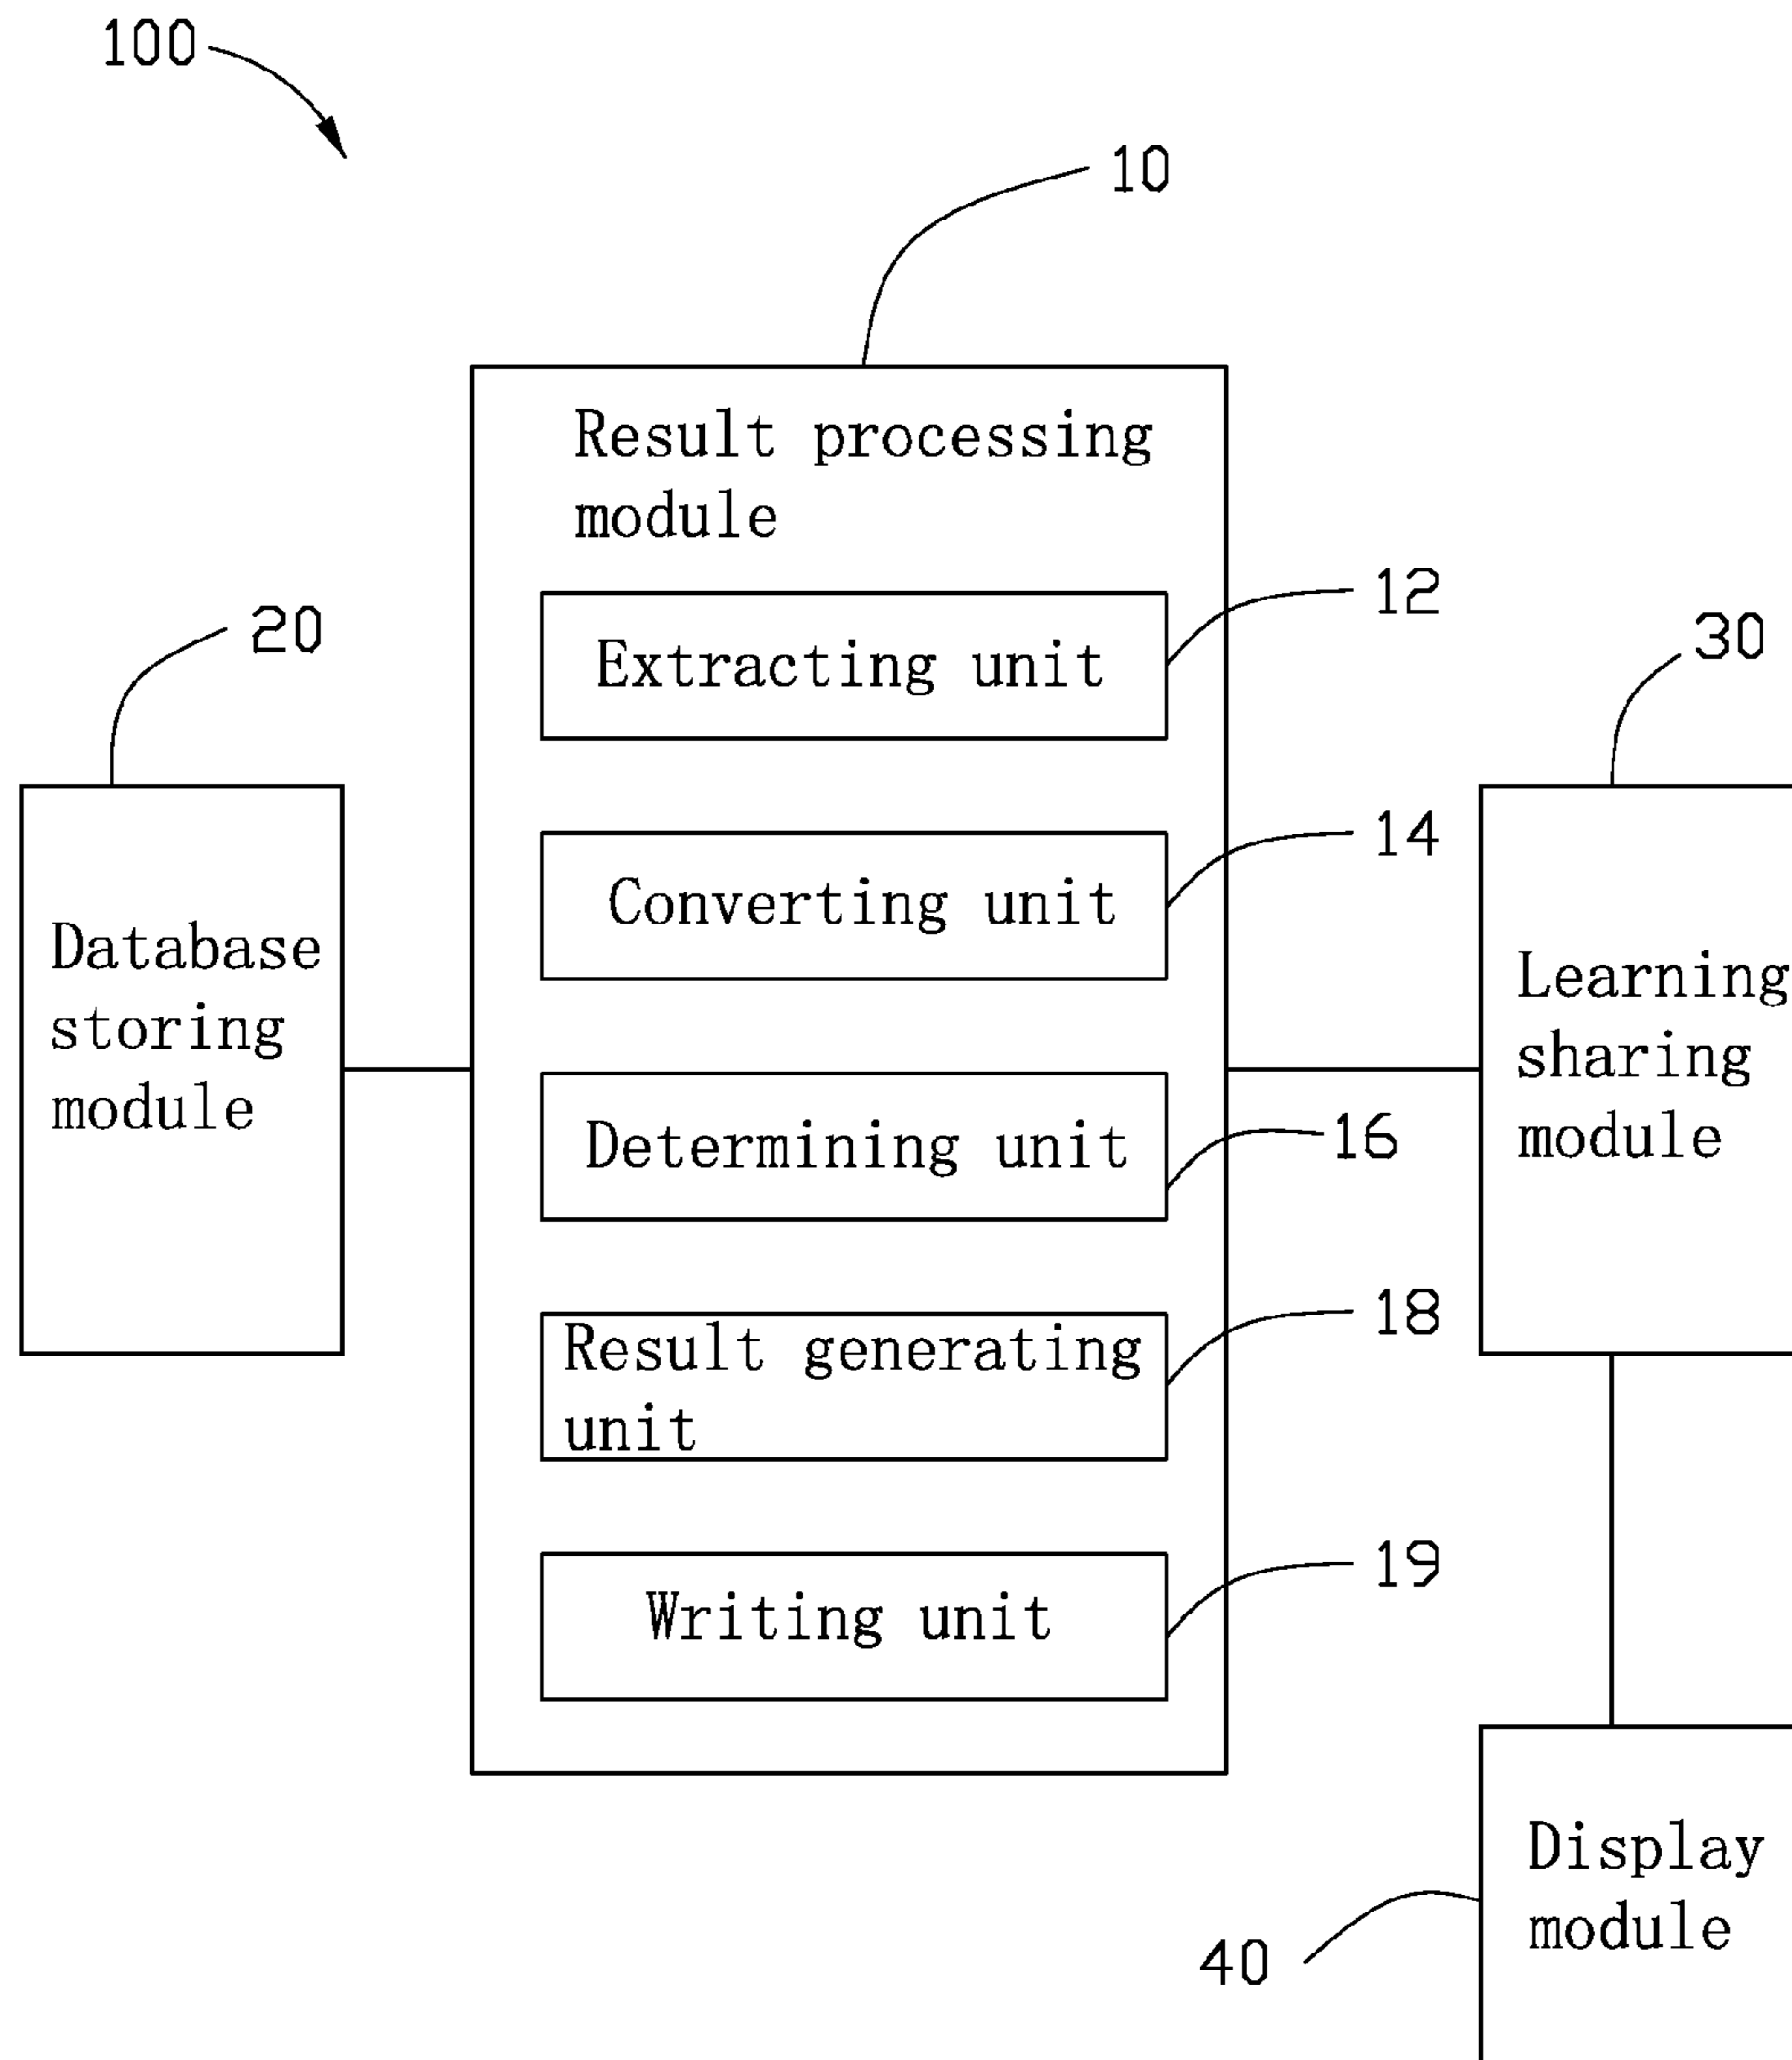 100
10
Result processing
module
12
Extracting unit
20
30
14
Converting unit
Database
storing
module
Learning
sharing
module
16
Determining unit
18
Result generating
unit
19
Writing unit
Display
module
40